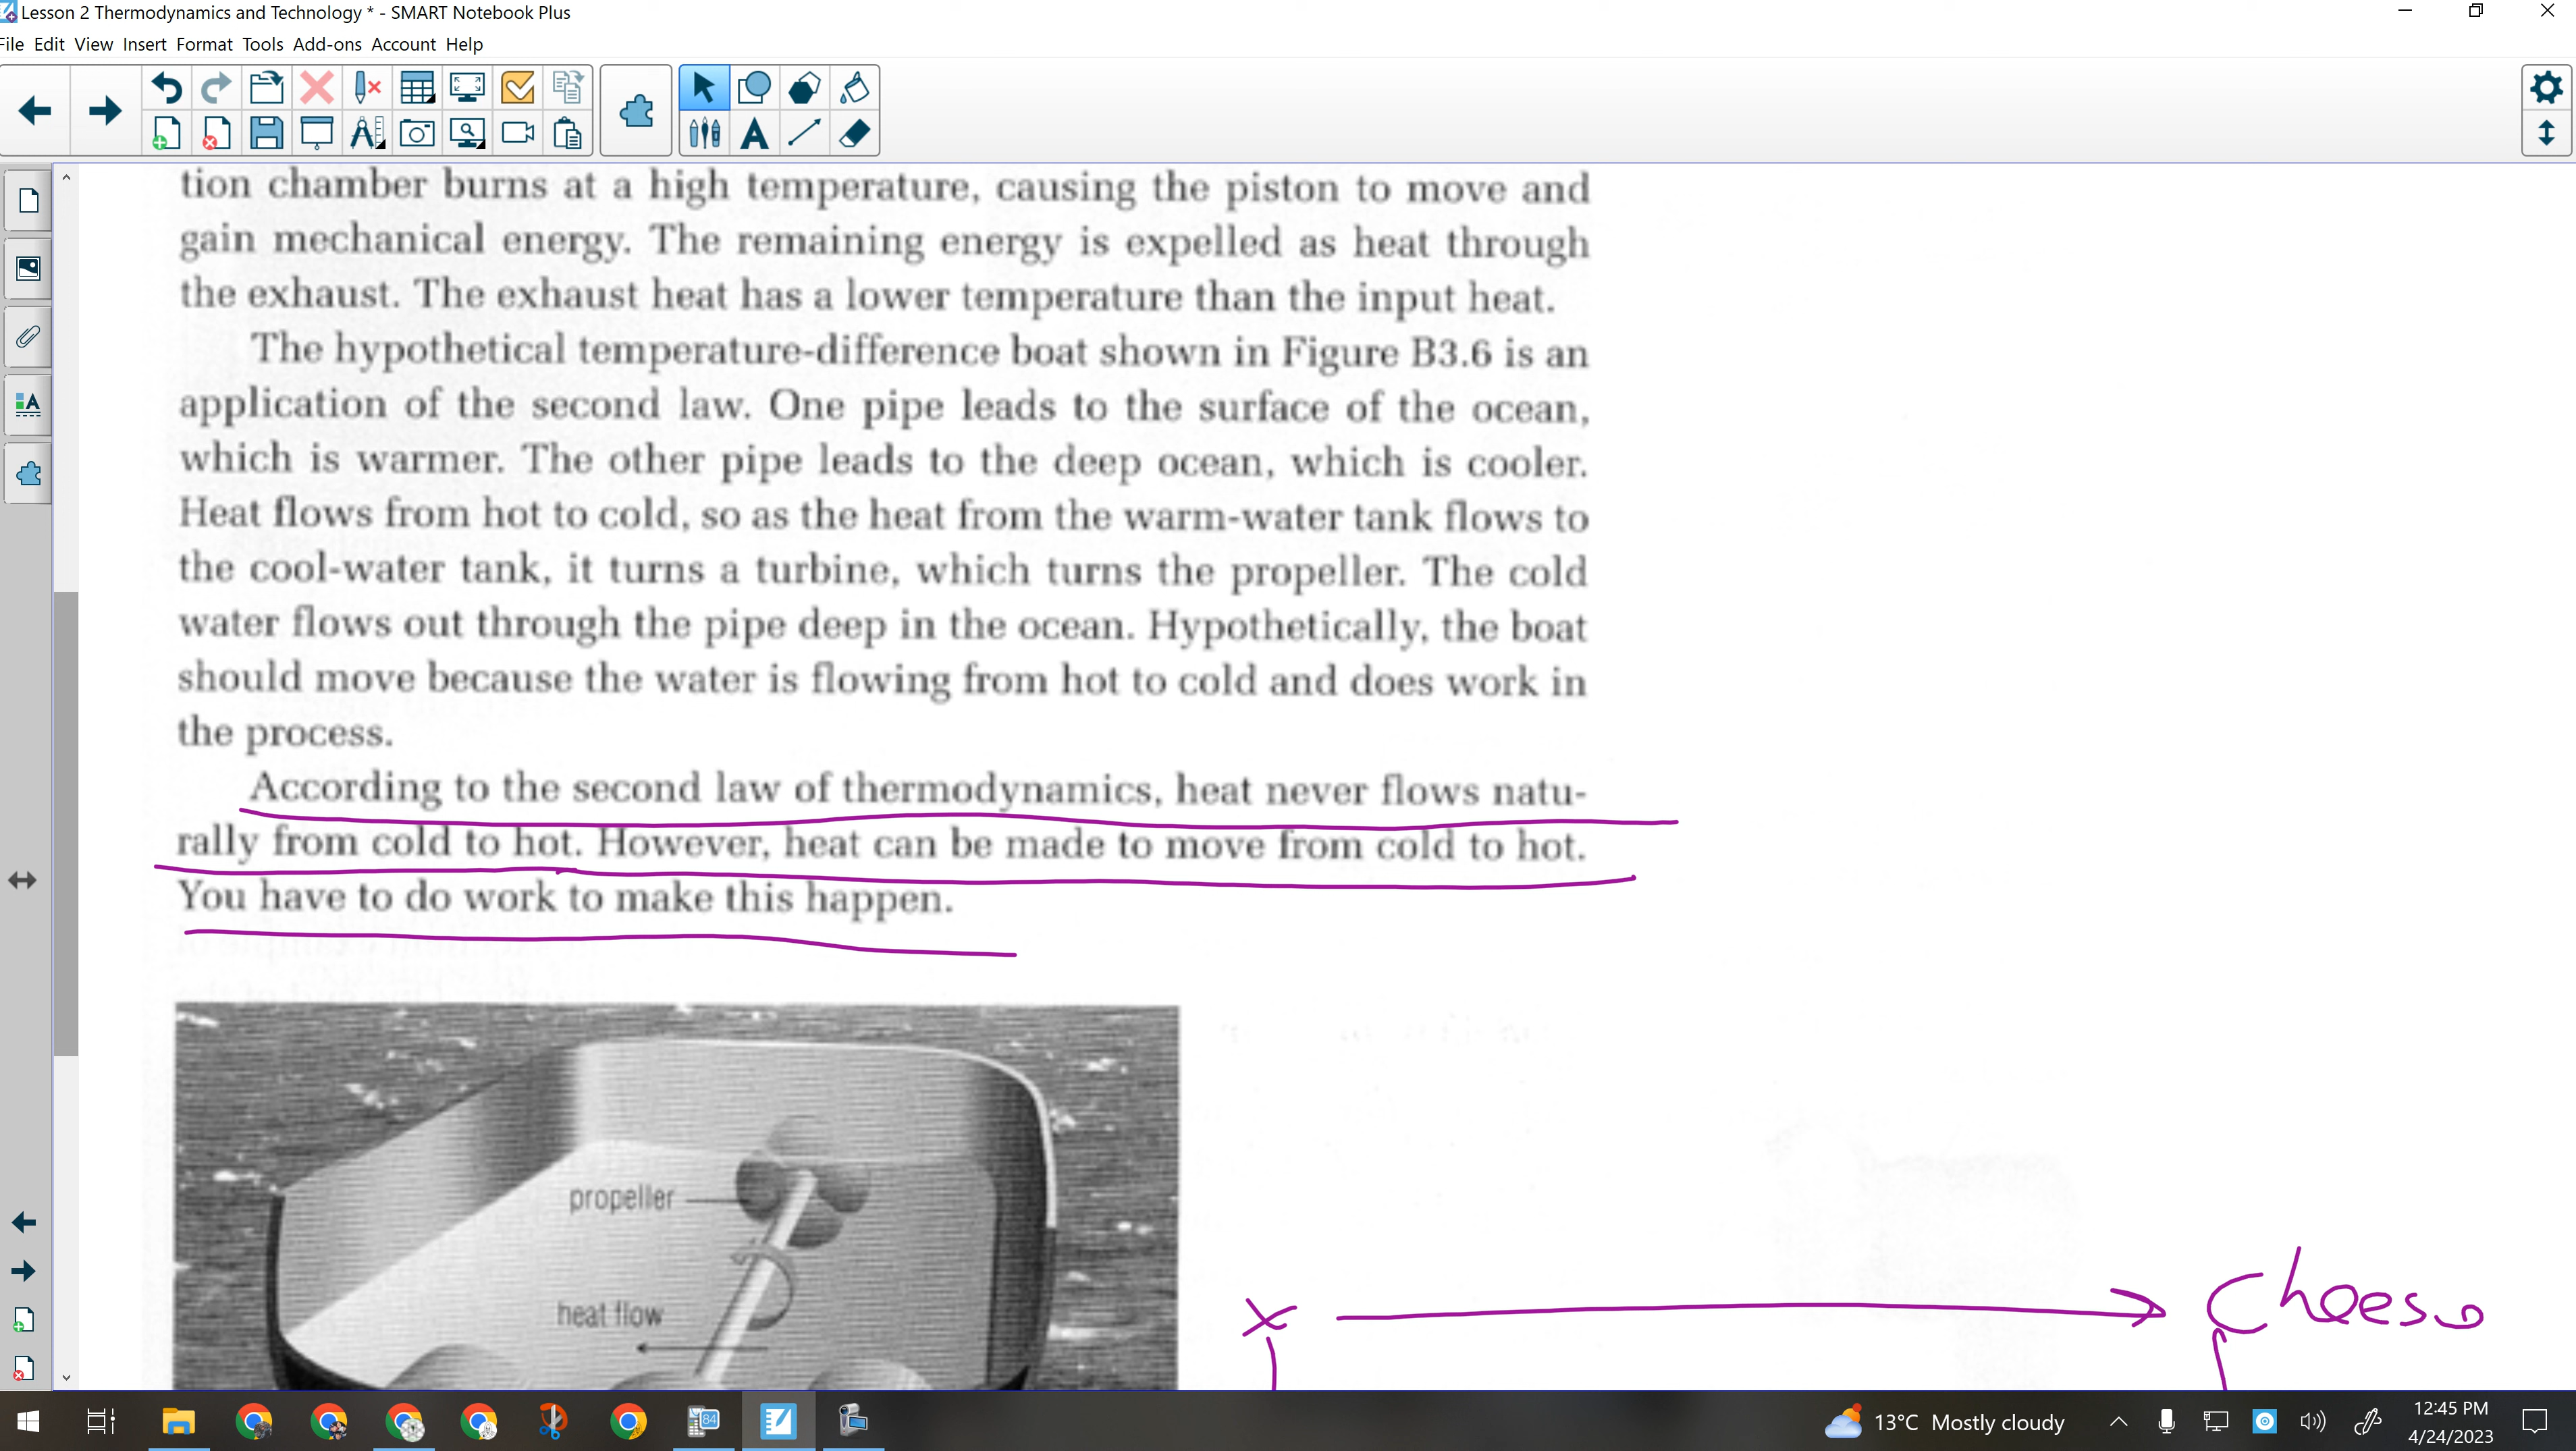 Lesson 2 Thermodynamics and Technology * - SMART Notebook Plus
File Edit View Insert Format Tools Add-ons Account Help
tion chamber burns at a high temperature, causing the piston to move and
gain mechanical energy. The remaining energy is expelled as heat through
the exhaust. The exhaust heat has a lower temperature than the input heat.
The hypothetical temperature-difference boat shown in Figure B3.6 is an
application of the second law. One pipe leads to the surface of the ocean,
which is warmer. The other pipe leads to the deep ocean, which is cooler.
Heat flows from hot to cold, so as the heat from the warm-water tank flows to
the cool-water tank, it turns a turbine, which turns the propeller. The cold
water flows out through the pipe deep in the ocean. Hypothetically, the boat
should move because the water is flowing from hot to cold and does work in
the process.
According to the second law of thermodynamics, heat never flows natu-
rally from cold to hot. However, heat can be made to move from cold to hot.
You have to do work to make this happen.
propeller
heat flow
Cheese
84
13°C Mostly cloudy
12:45 PM
4/24/2023